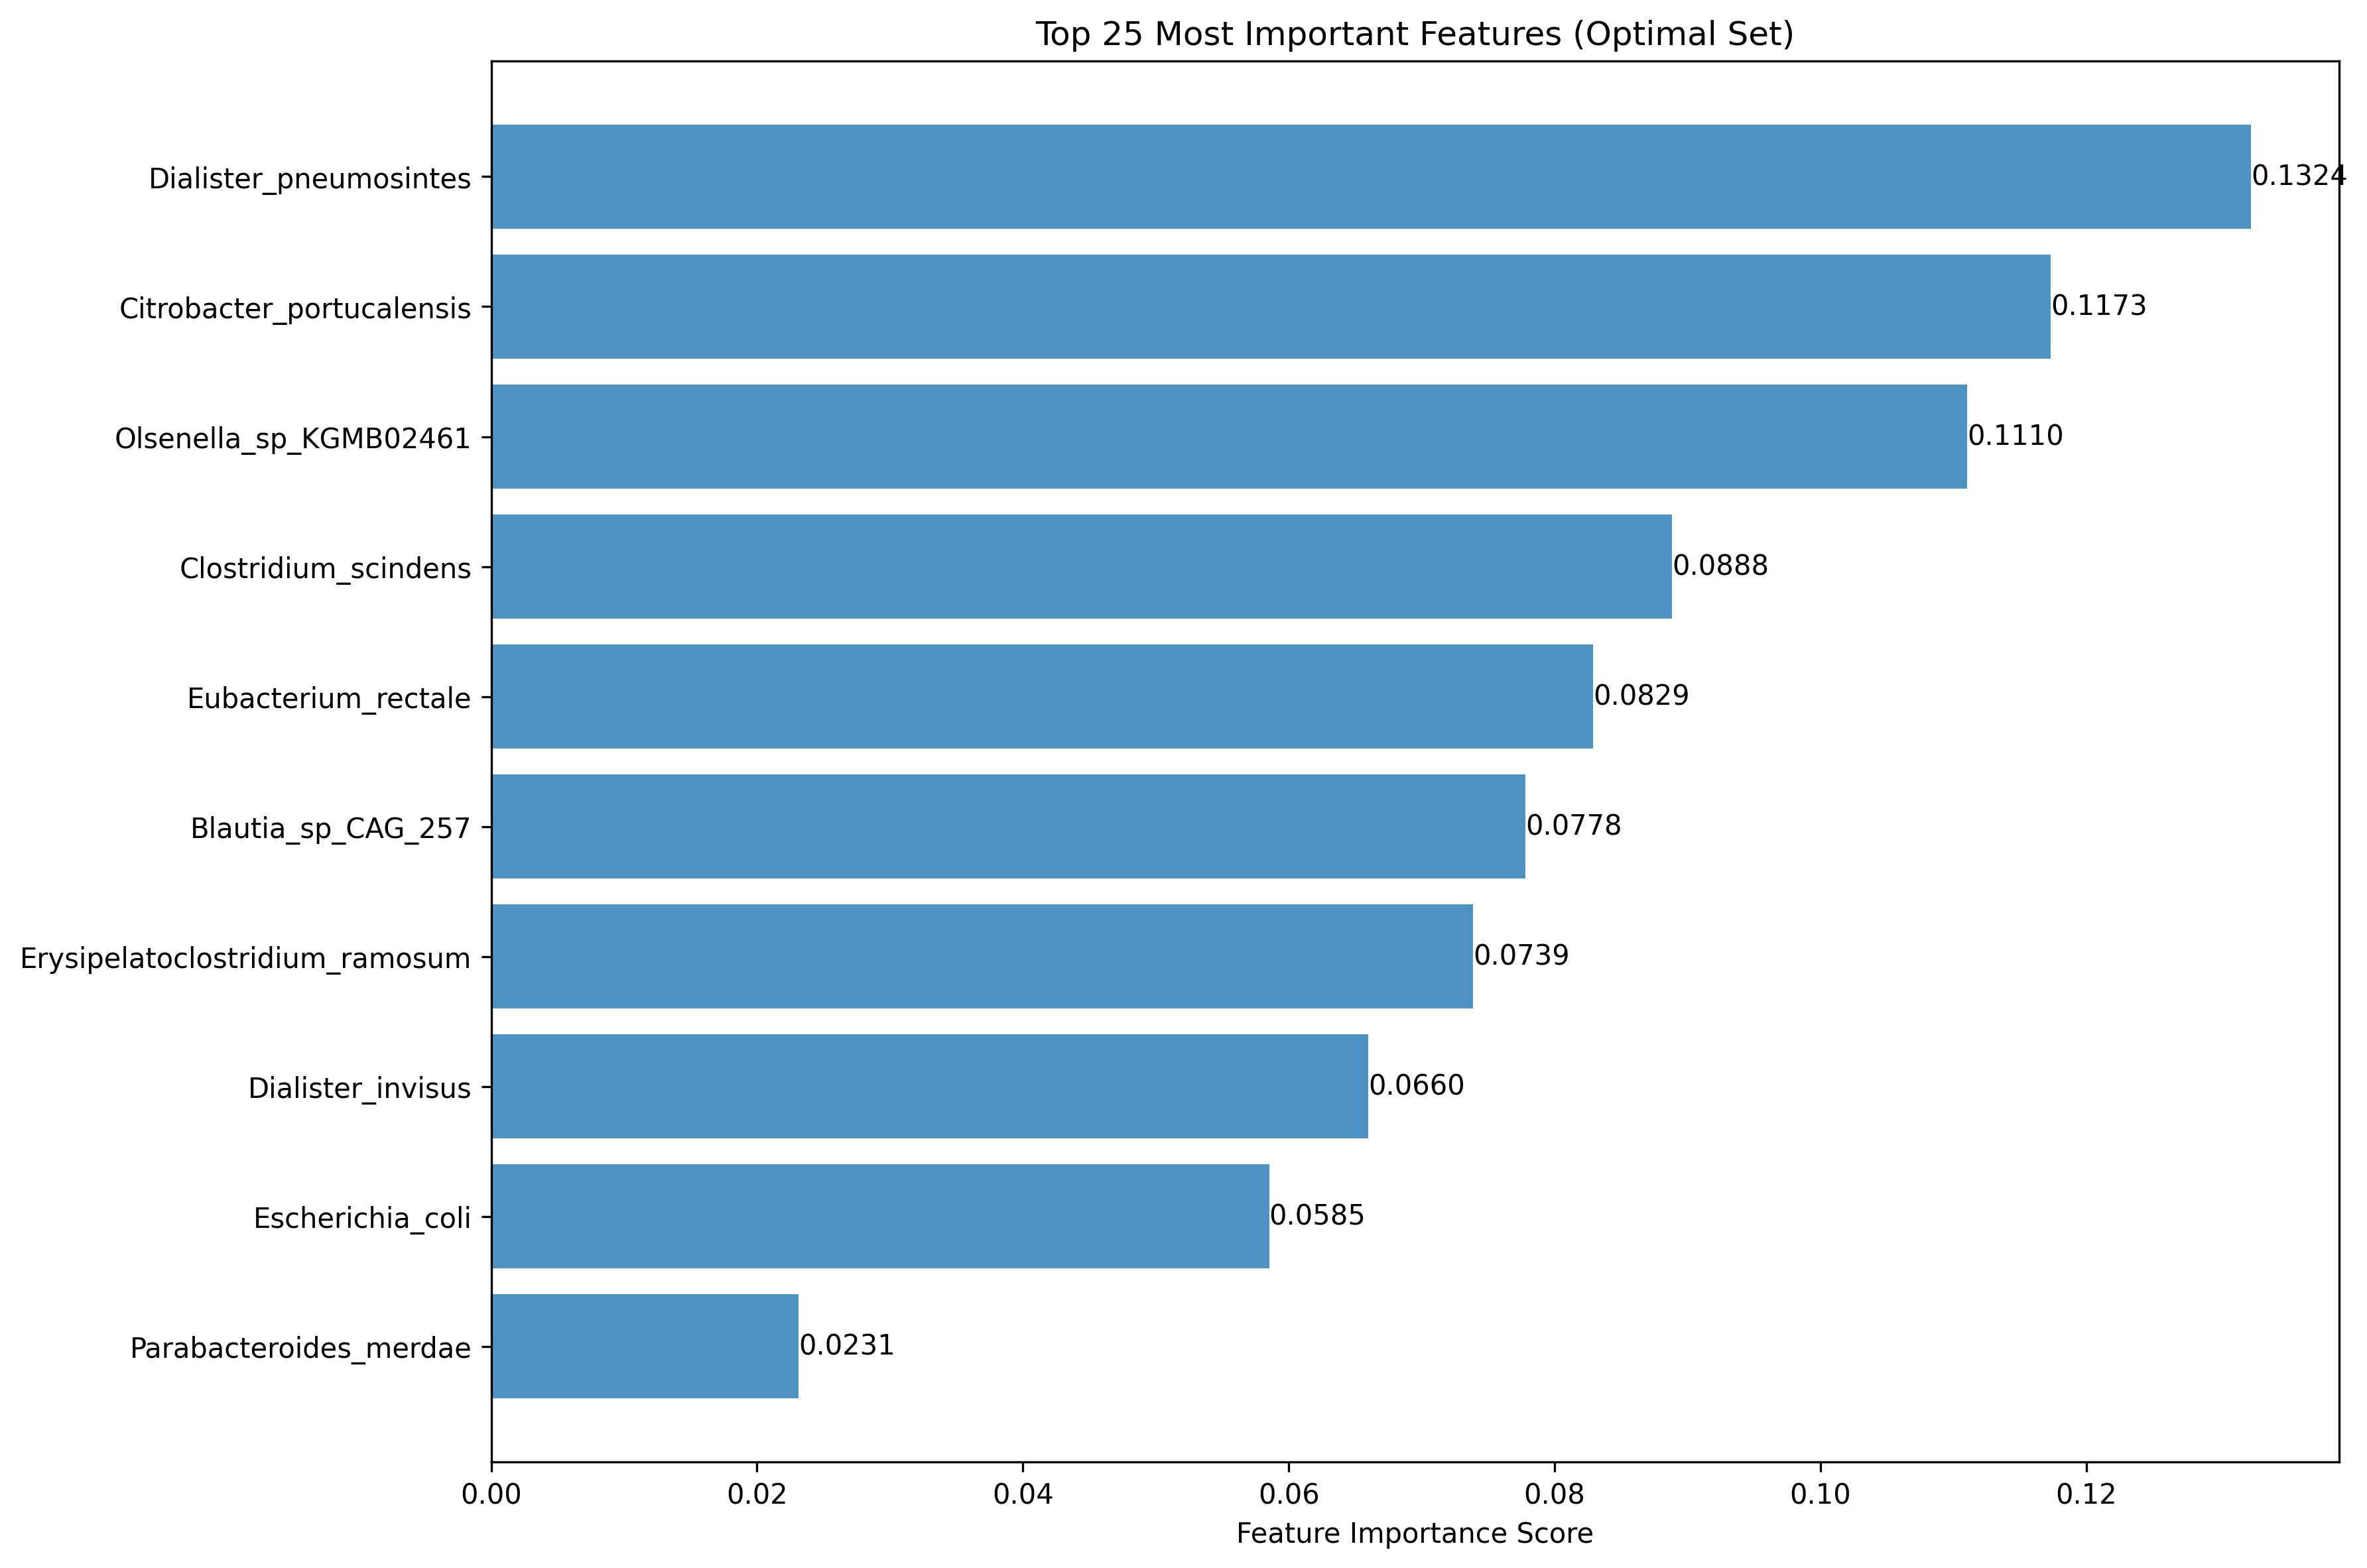 Top 25 Most Important Features (Optimal Set)
Dialister_pneumosintes 0.1324
Citrobacter_portucalensis 0.1173
Olsenella_sp_KGMB02461 0.1110
Clostridium_scindens 0.0888
Eubacterium_rectale 0.0829
Blautia_sp_CAG_257 0.0778
Erysipelatoclostridium_ramosum 0.0739
Dialister_invisus 0.0660
Escherichia_coli 0.0585
Parabacteroides_merdae 0.0231
0.00 0.02 0.04 0.06 0.08 0.10 0.12
Feature Importance Score